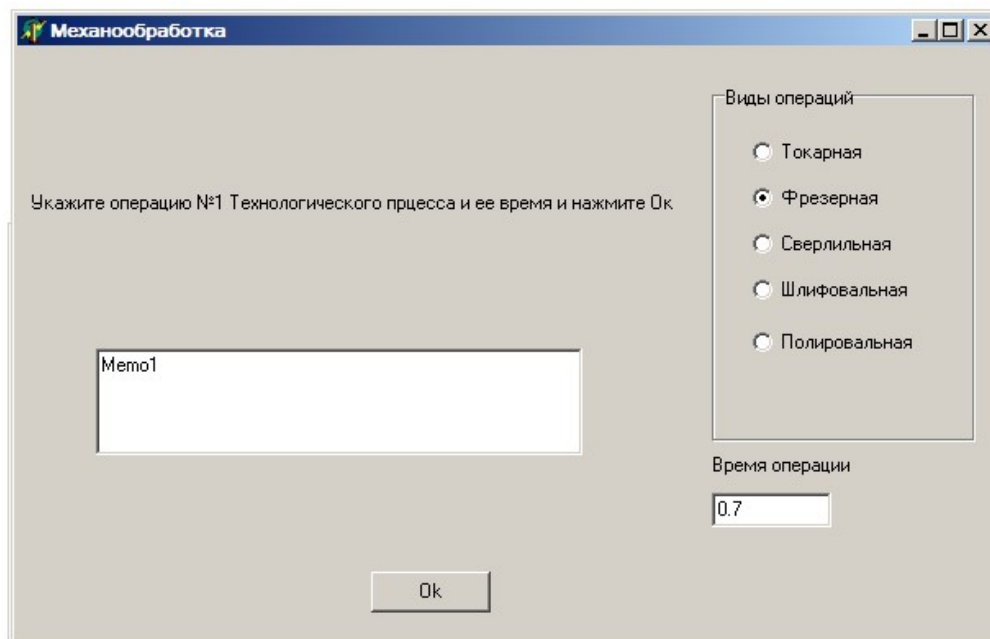 Механообработка
Виды операций
Токарная
Укажите операцию №1 Технологического прцесса и ее время и нажмите Ок
Фрезерная
Сверлильная
Шлифовальная
Полировальная
Memo1
Время операции
0.7
Ok